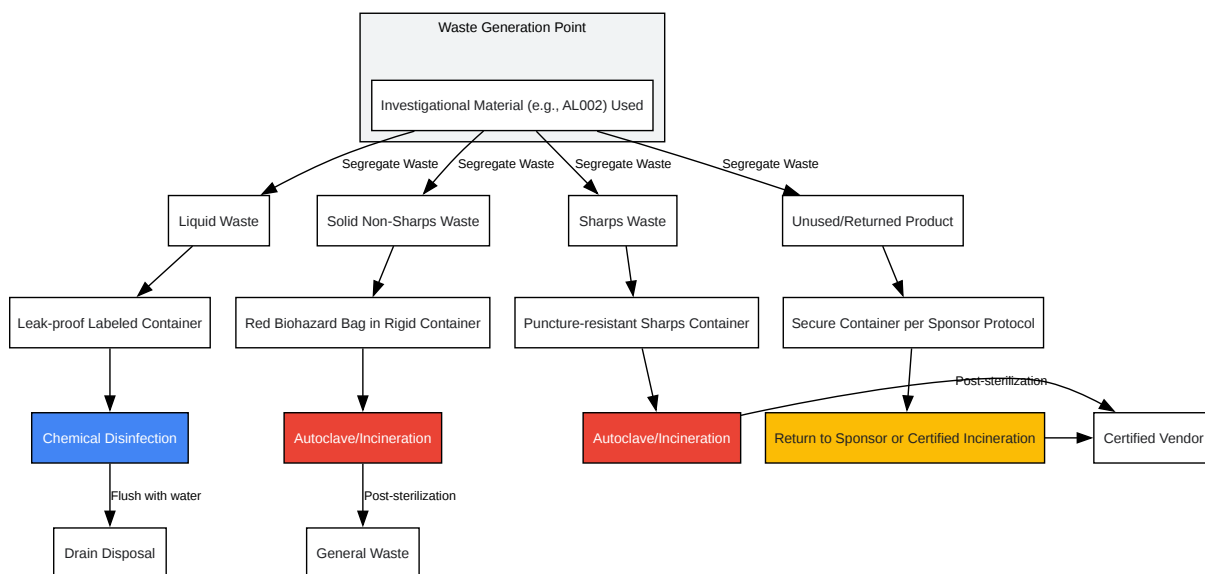 Waste Generation Point
Investigational Material (e.g., AL002) Used
Segregate Waste
Segregate Waste
Segregate Waste
Segregate Waste
Liquid Waste
Solid Non-Sharps Waste
Sharps Waste
Unused/Returned Product
Leak-proof Labeled Container
Red Biohazard Bag in Rigid Container
Puncture-resistant Sharps Container
Secure Container per Sponsor Protocol
Post-sterilization
Chemical Disinfection
Autoclave/Incineration
Autoclave/Incineration
Return to Sponsor or Certified Incineration
Certified Vendor
Flush with water
Post-sterilization
Drain Disposal
General Waste